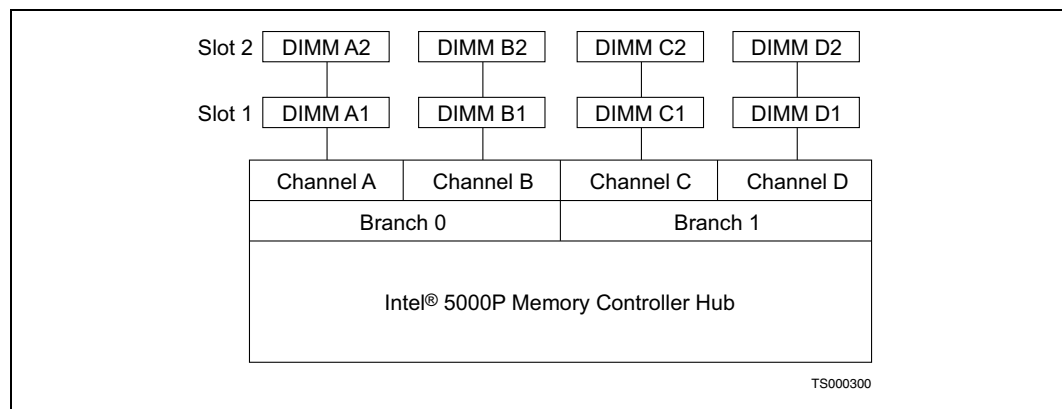 Slot 2 DIMM A2 DIMM B2 DIMM C2 DIMM D2
Slot 1 DIMM A1 DIMM B1 DIMM C1 DIMM D1
Channel A Channel B Channel C Channel D
Branch 0 Branch 1
Intel® 5000P Memory Controller Hub
TS000300